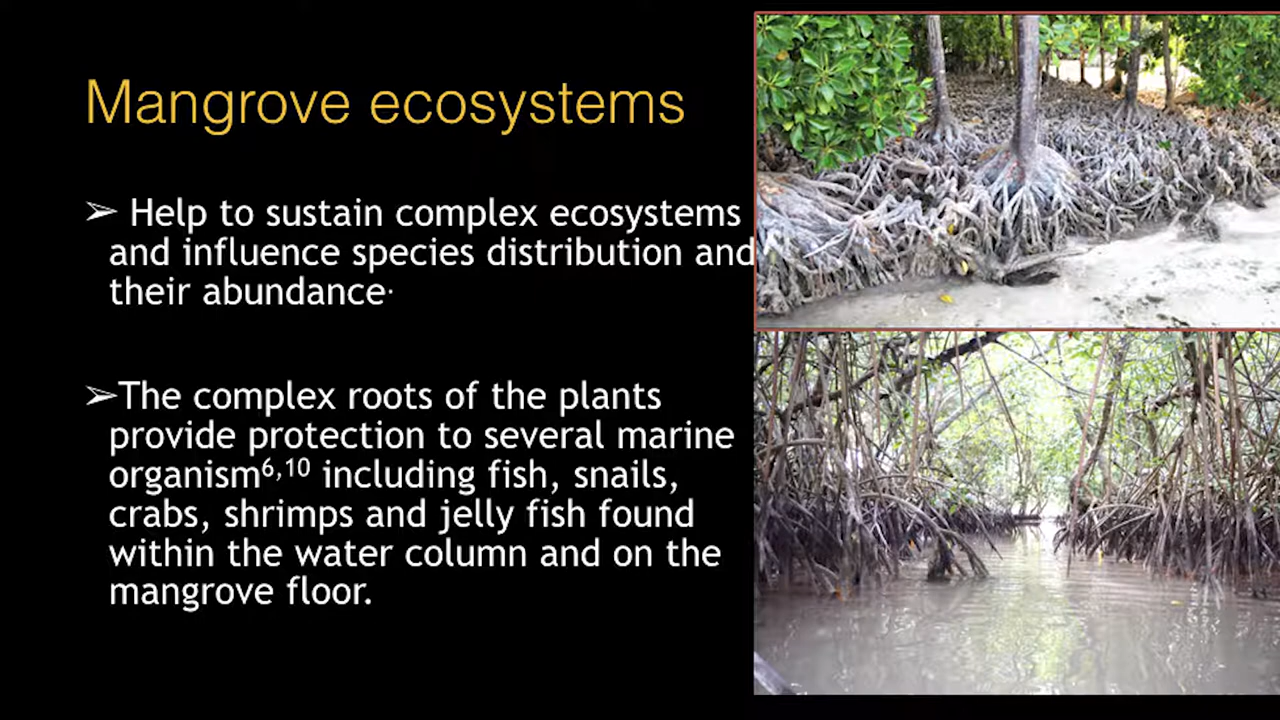 Mangrove ecosystems
➢ Help to sustain complex ecosystems
and influence species distribution and
their abundance.
➢The complex roots of the plants
provide protection to several marine
organism6,10 including fish, snails,
crabs, shrimps and jelly fish found
within the water column and on the
mangrove floor.